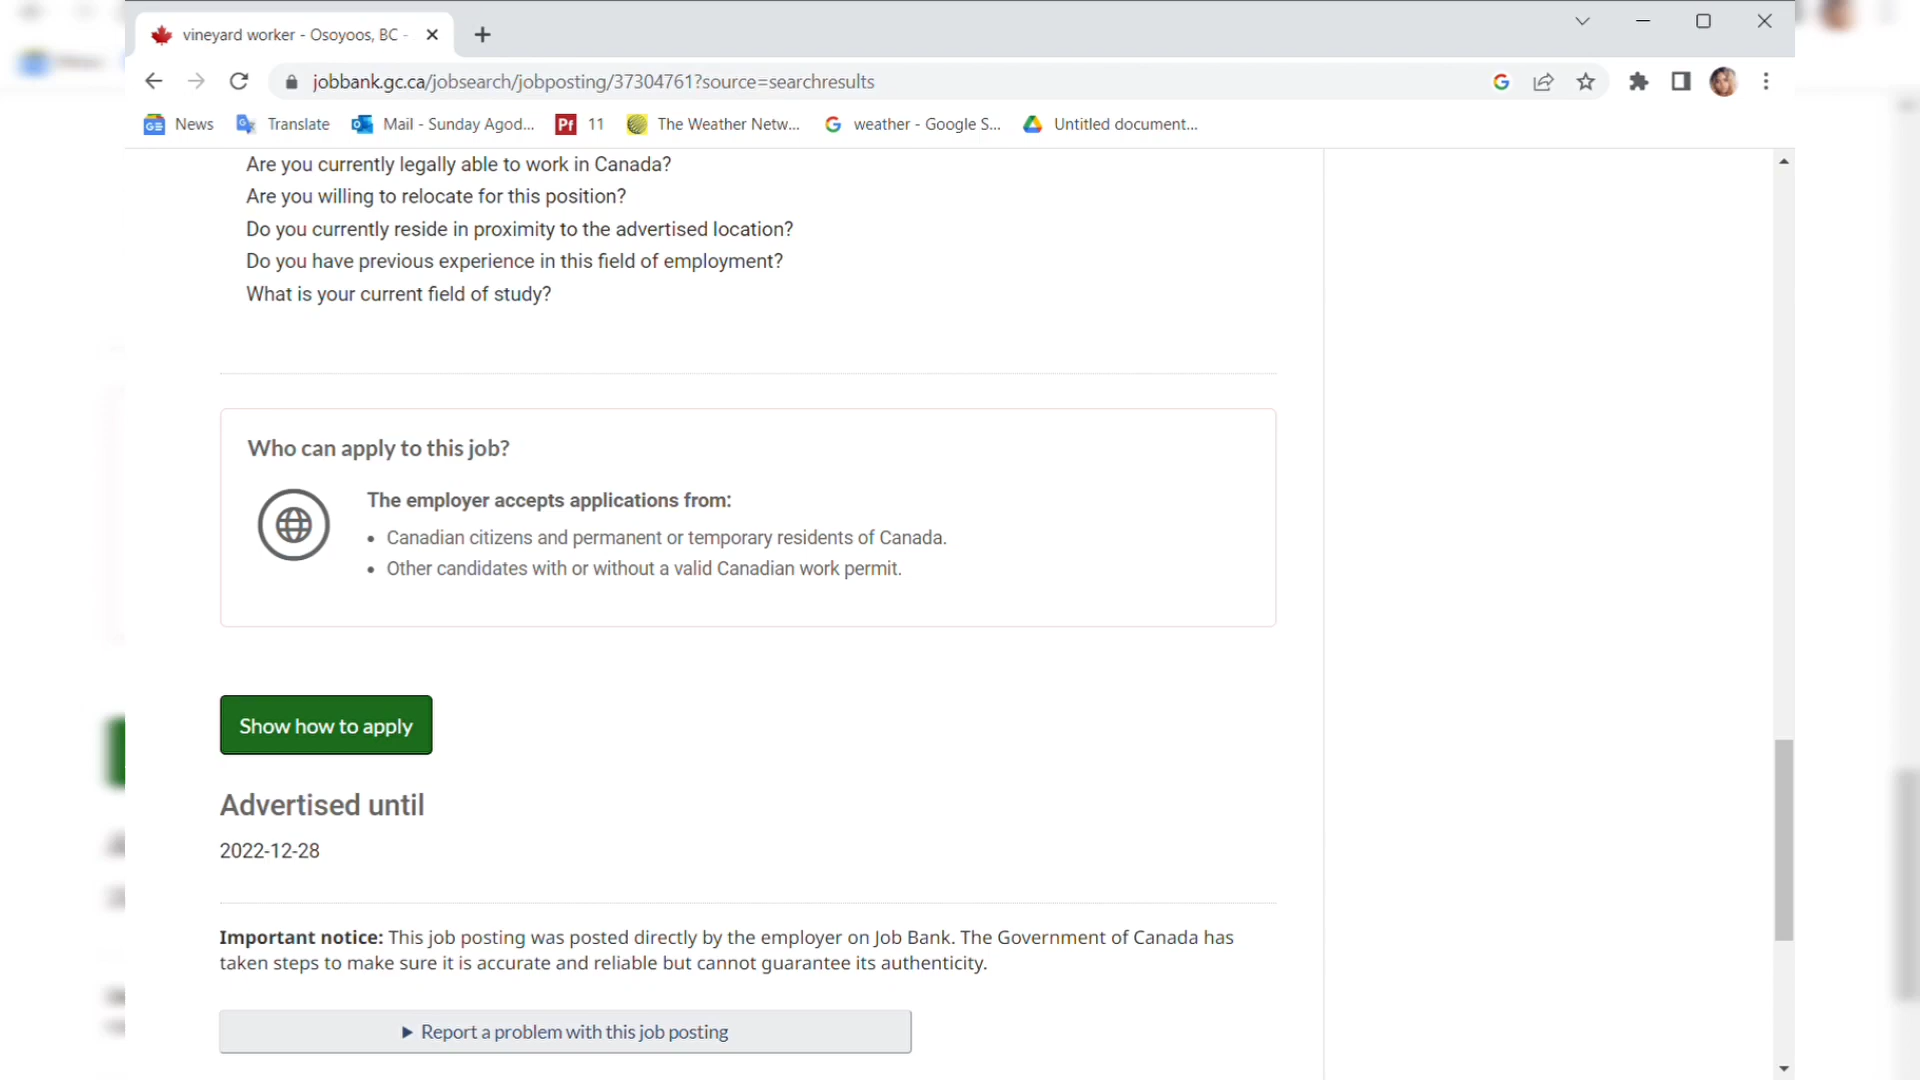 vineyard worker - Osoyoos, BC -
jobbank.gc.ca/jobsearch/jobposting/37304761?source=searchresults
News Translate Mail - Sunday Agod... Pf 11 The Weather Netw... weather - Google S... Untitled document...
Are you currently legally able to work in Canada?
Are you willing to relocate for this position?
Do you currently reside in proximity to the advertised location?
Do you have previous experience in this field of employment?
What is your current field of study?
Who can apply to this job?
The employer accepts applications from:
Canadian citizens and permanent or temporary residents of Canada.
Other candidates with or without a valid Canadian work permit.
Show how to apply
Advertised until
2022-12-28
Important notice: This job posting was posted directly by the employer on Job Bank. The Government of Canada has
taken steps to make sure it is accurate and reliable but cannot guarantee its authenticity.
Report a problem with this job posting